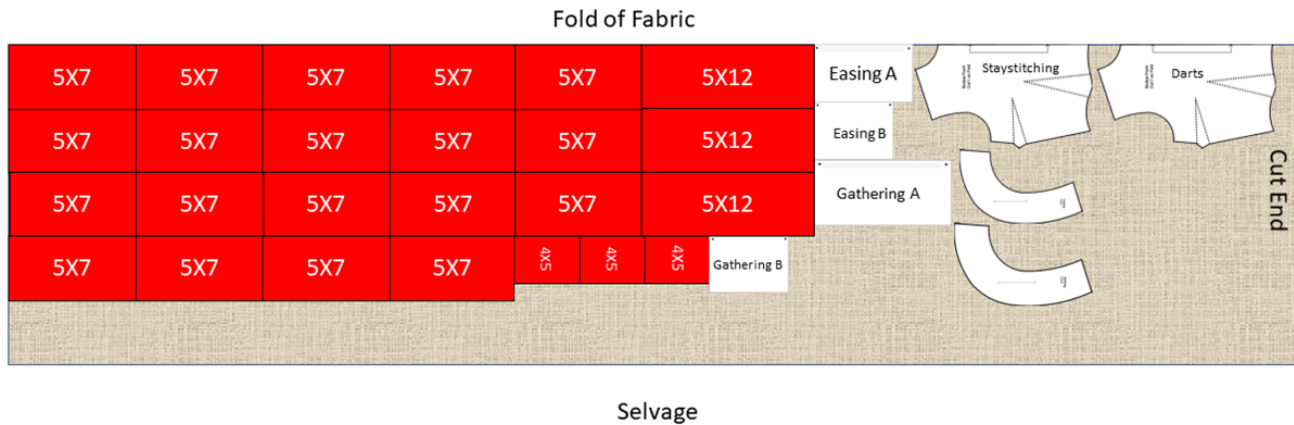 Fold of Fabric
5X7 5X7 5X7 5X7 5X7 5X12 Easing A Staystitching Darts
5X7 5X7 5X7 5X7 5X7 5X12 Easing B
5X7 5X7 5X7 5X7 5X7 5X12 Gathering A
5X7 5X7 5X7 5X7 4X5 4X5 4X5 Gathering B
Cut End
Selvage